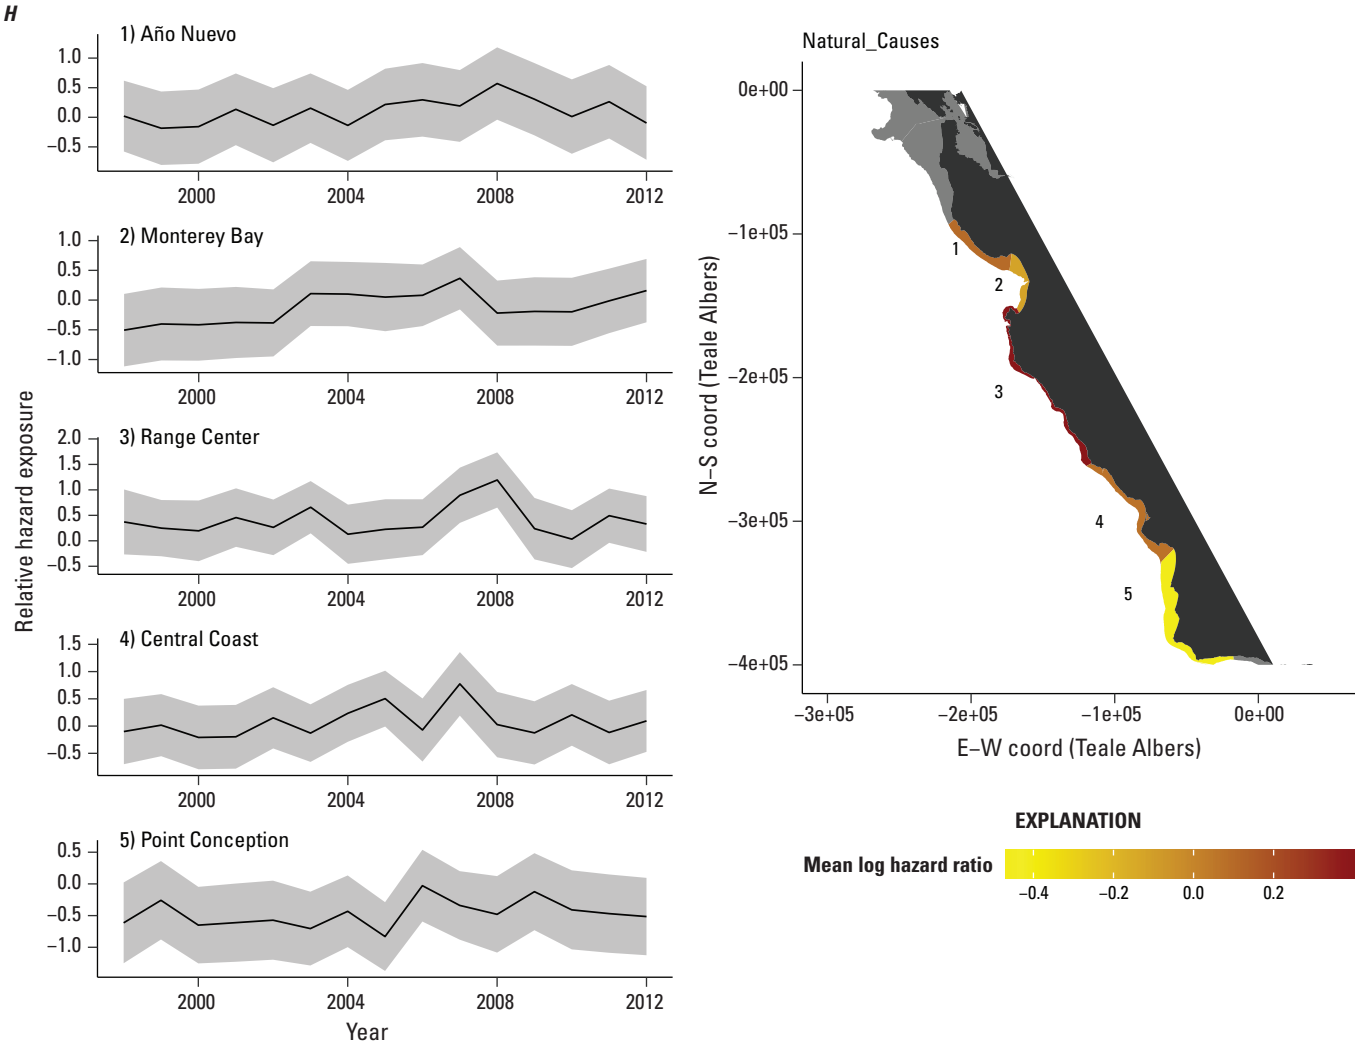 H
1) Año Nuevo
1.0
0.5
0.0
−0.5
2000 2004 2008 2012
2) Monterey Bay
1.0
0.5
0.0
−0.5
−1.0
2000 2004 2008 2012
3) Range Center
2.0
1.5
1.0
0.5
0.0
−0.5
2000 2004 2008 2012
4) Central Coast
1.5
1.0
0.5
0.0
−0.5
2000 2004 2008 2012
5) Point Conception
0.5
0.0
−0.5
−1.0
2000 2004 2008 2012
Year
Relative hazard exposure
Natural_Causes
0e+00
−1e+05
−2e+05
−3e+05
−4e+05
N–S coord (Teale Albers)
1
2
3
4
5
−3e+05 −2e+05 −1e+05 0e+00
E–W coord (Teale Albers)
EXPLANATION
Mean log hazard ratio
−0.4 −0.2 0.0 0.2